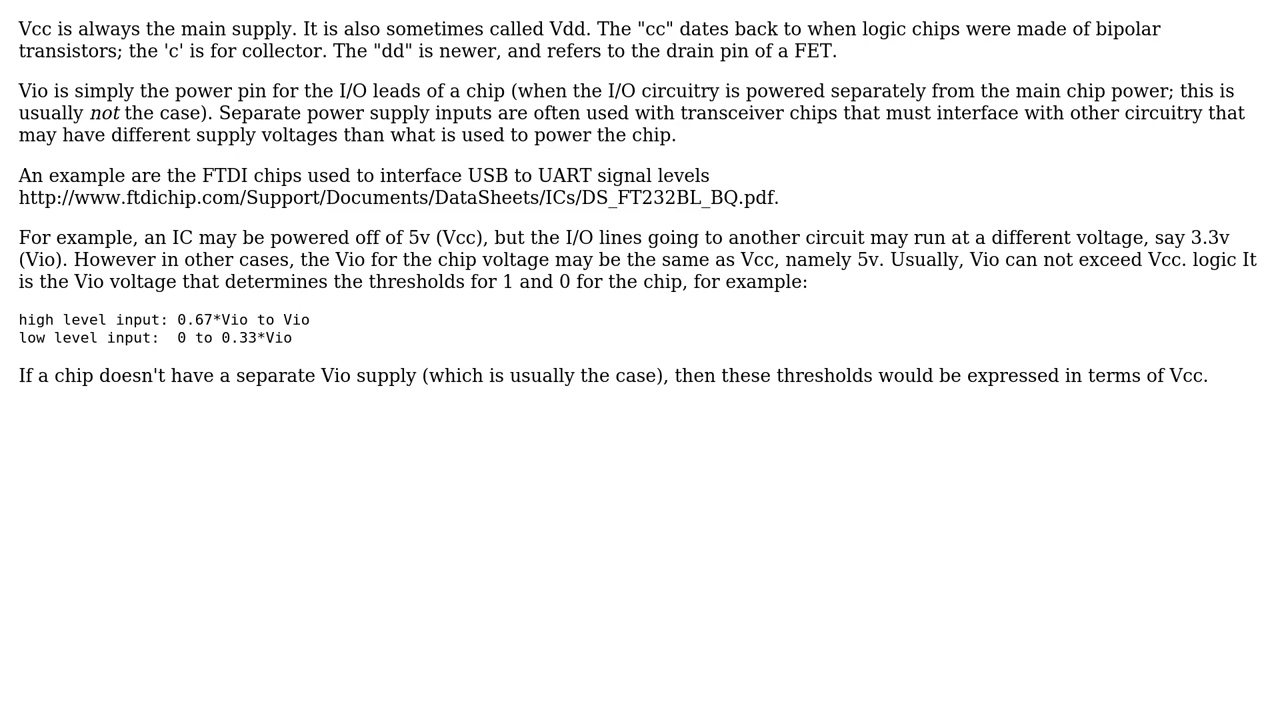 Vcc is always the main supply. It is also sometimes called Vdd. The "cc" dates back to when logic chips were made of bipolar
transistors; the 'c' is for collector. The "dd" is newer, and refers to the drain pin of a FET.
Vio is simply the power pin for the I/O leads of a chip (when the I/O circuitry is powered separately from the main chip power; this is
usually not the case). Separate power supply inputs are often used with transceiver chips that must interface with other circuitry that
may have different supply voltages than what is used to power the chip.
An example are the FTDI chips used to interface USB to UART signal levels
http://www.ftdichip.com/Support/Documents/DataSheets/ICs/DS_FT232BL_BQ.pdf.
For example, an IC may be powered off of 5v (Vcc), but the I/O lines going to another circuit may run at a different voltage, say 3.3v
(Vio). However in other cases, the Vio for the chip voltage may be the same as Vcc, namely 5v. Usually, Vio can not exceed Vcc. logic It
is the Vio voltage that determines the thresholds for 1 and 0 for the chip, for example:
high level input: 0.67*Vio to Vio
low level input:  0 to 0.33*Vio
If a chip doesn't have a separate Vio supply (which is usually the case), then these thresholds would be expressed in terms of Vcc.